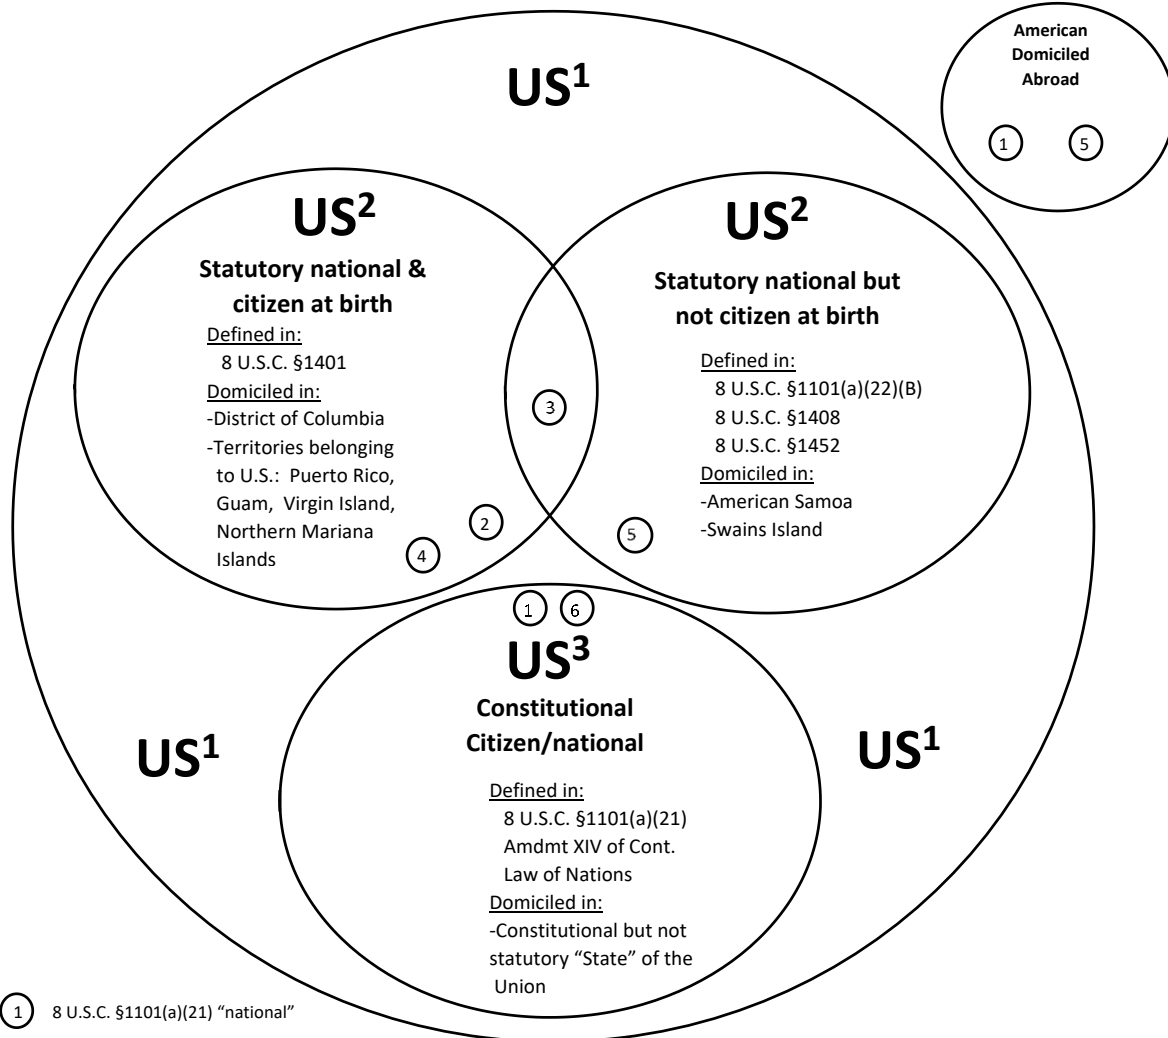 US¹
American
Domiciled
Abroad
1 5
US²
Statutory national &
citizen at birth
Defined in:
8 U.S.C. §1401
Domiciled in:
-District of Columbia
-Territories belonging
to U.S.: Puerto Rico,
Guam, Virgin Island,
Northern Mariana
Islands
2
4
3
US²
Statutory national but
not citizen at birth
Defined in:
8 U.S.C. §1101(a)(22)(B)
8 U.S.C. §1408
8 U.S.C. §1452
Domiciled in:
-American Samoa
-Swains Island
5
1 6
US³
Constitutional
Citizen/national
Defined in:
8 U.S.C. §1101(a)(21)
Amdmt XIV of Cont.
Law of Nations
Domiciled in:
-Constitutional but not
statutory “State” of the
Union
US¹
US¹
1 8 U.S.C. §1101(a)(21) “national”